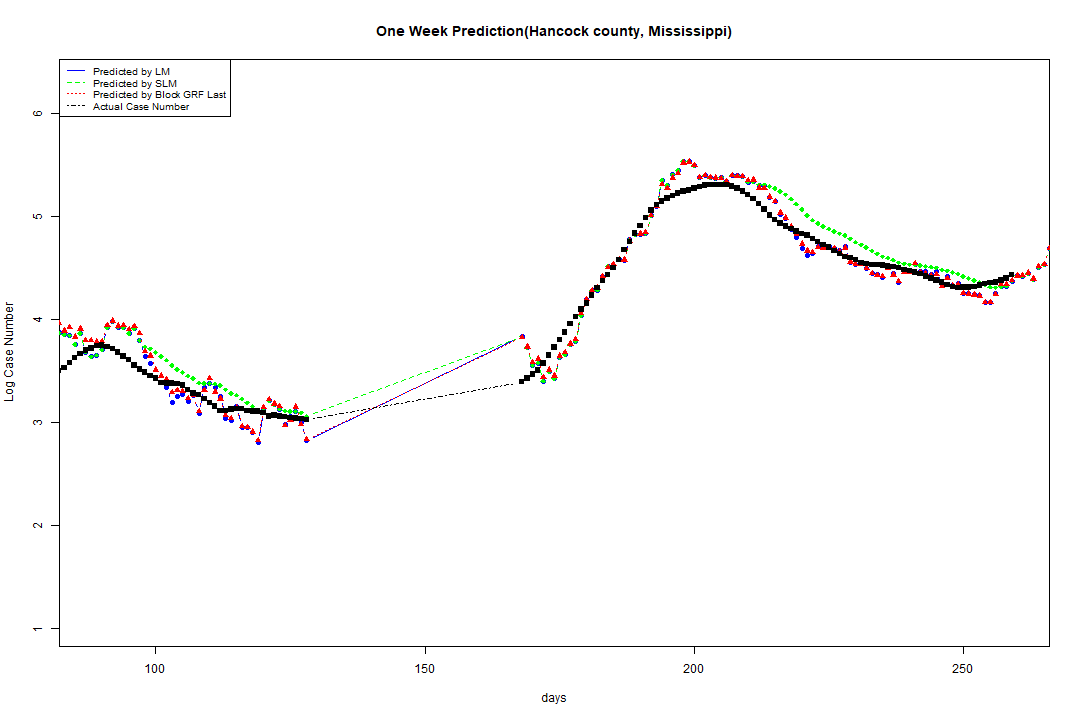 One Week Prediction(Hancock county, Mississippi)
Predicted by LM
Predicted by SLM
Predicted by Block GRF Last
Actual Case Number
6
5
4
3
2
1
Log Case Number
100 150 200 250
days